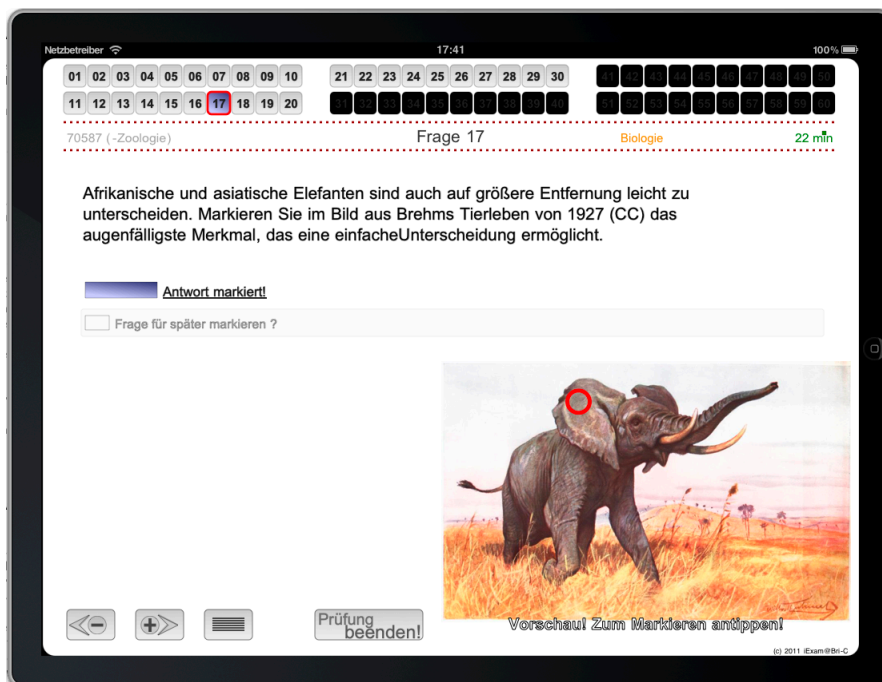 Netzbetreiber 17:41 100%
01 02 03 04 05 06 07 08 09 10 21 22 23 24 25 26 27 28 29 30 41 42 43 44 45 46 47 48 49 50
11 12 13 14 15 16 17 18 19 20 31 32 33 34 35 36 37 38 39 40 51 52 53 54 55 56 57 58 59 60
70587 (-Zoologie) Frage 17 Biologie 22 min
Afrikanische und asiatische Elefanten sind auch auf größere Entfernung leicht zu
unterscheiden. Markieren Sie im Bild aus Brehms Tierleben von 1927 (CC) das
augenfälligste Merkmal, das eine einfacheUnterscheidung ermöglicht.
Antwort markiert!
Frage für später markieren ?
Prüfung
beenden!
Vorschau! Zum Markieren antippen!
(c) 2011 iExam@Bri-C